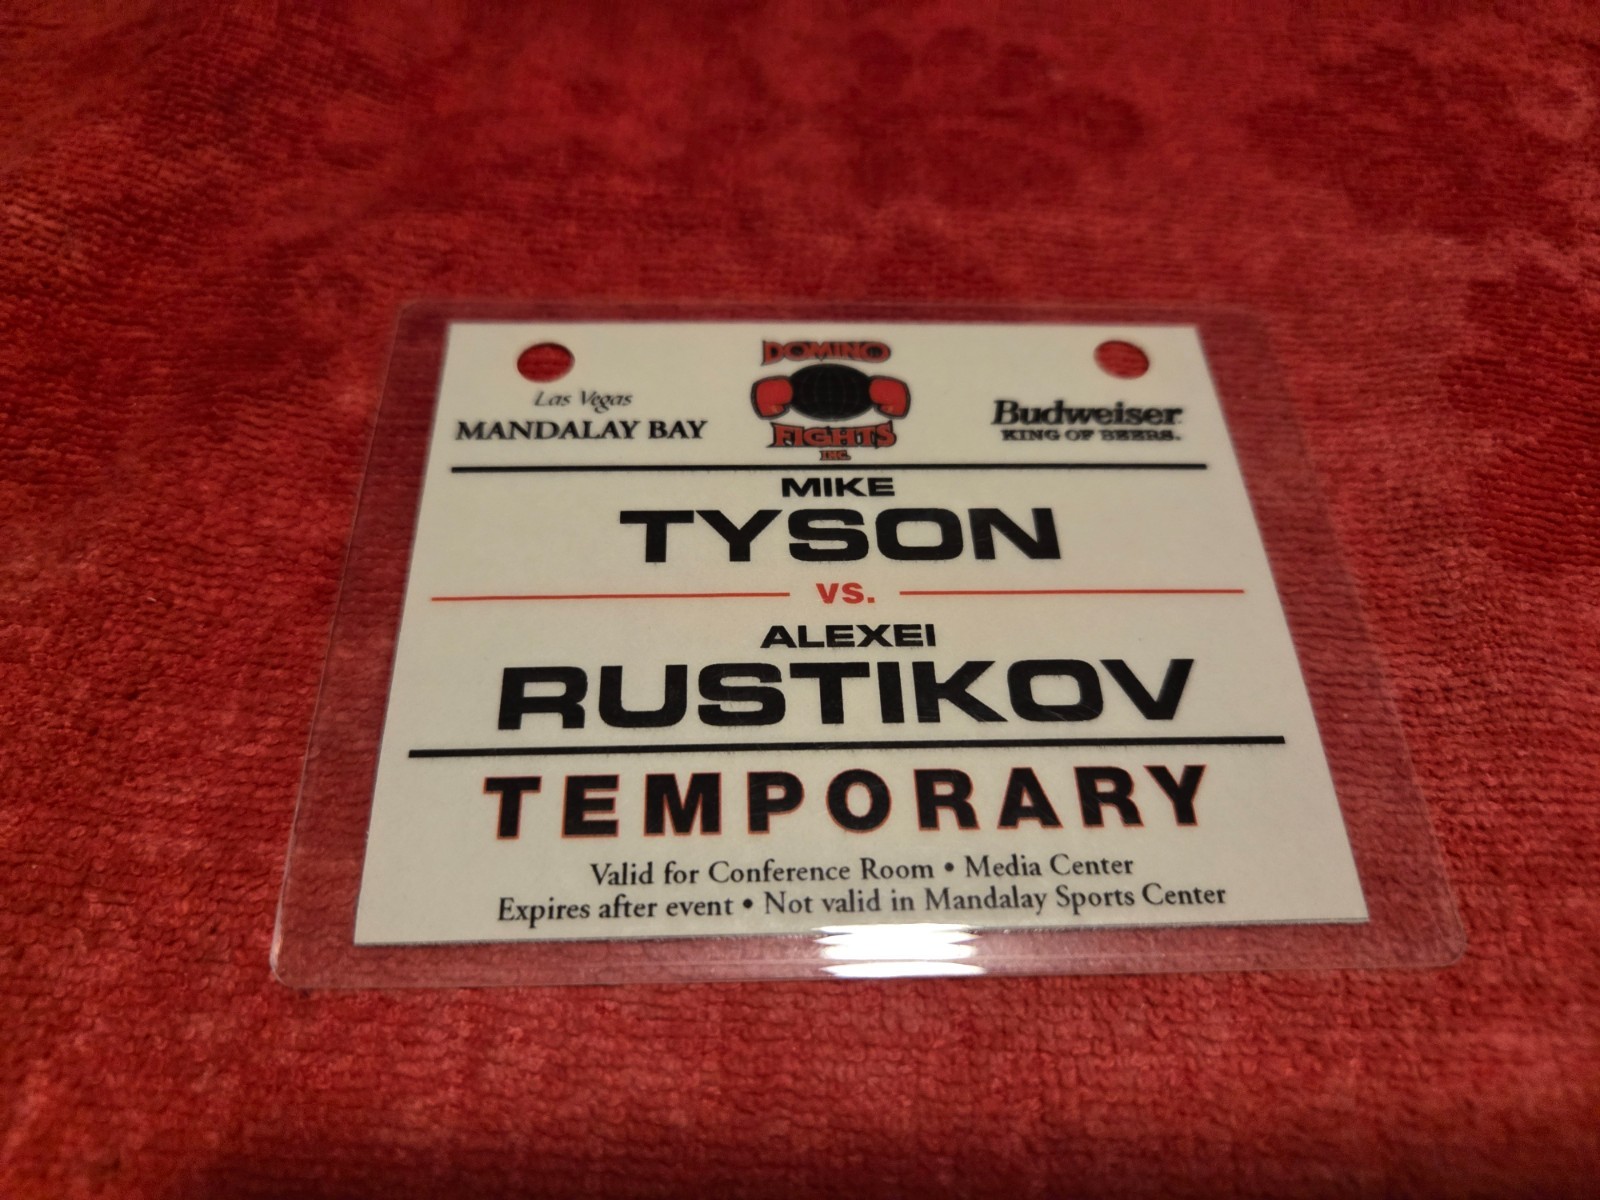 DOMINO
FIGHTS
INC.
Las Vegas
MANDALAY BAY
Budweiser
KING OF BEERS.
MIKE
TYSON
VS.
ALEXEI
RUSTIKOV
TEMPORARY
Valid for Conference Room • Media Center
Expires after event • Not valid in Mandalay Sports Center